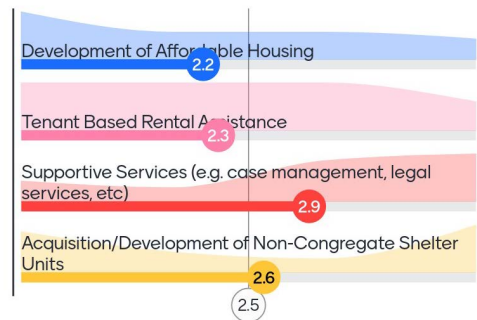 Development of Affordable Housing
2.2
Tenant Based Rental Assistance
2.3
Supportive Services (e.g. case management, legal
services, etc)
2.9
Acquisition/Development of Non-Congregate Shelter
Units
2.6
2.5